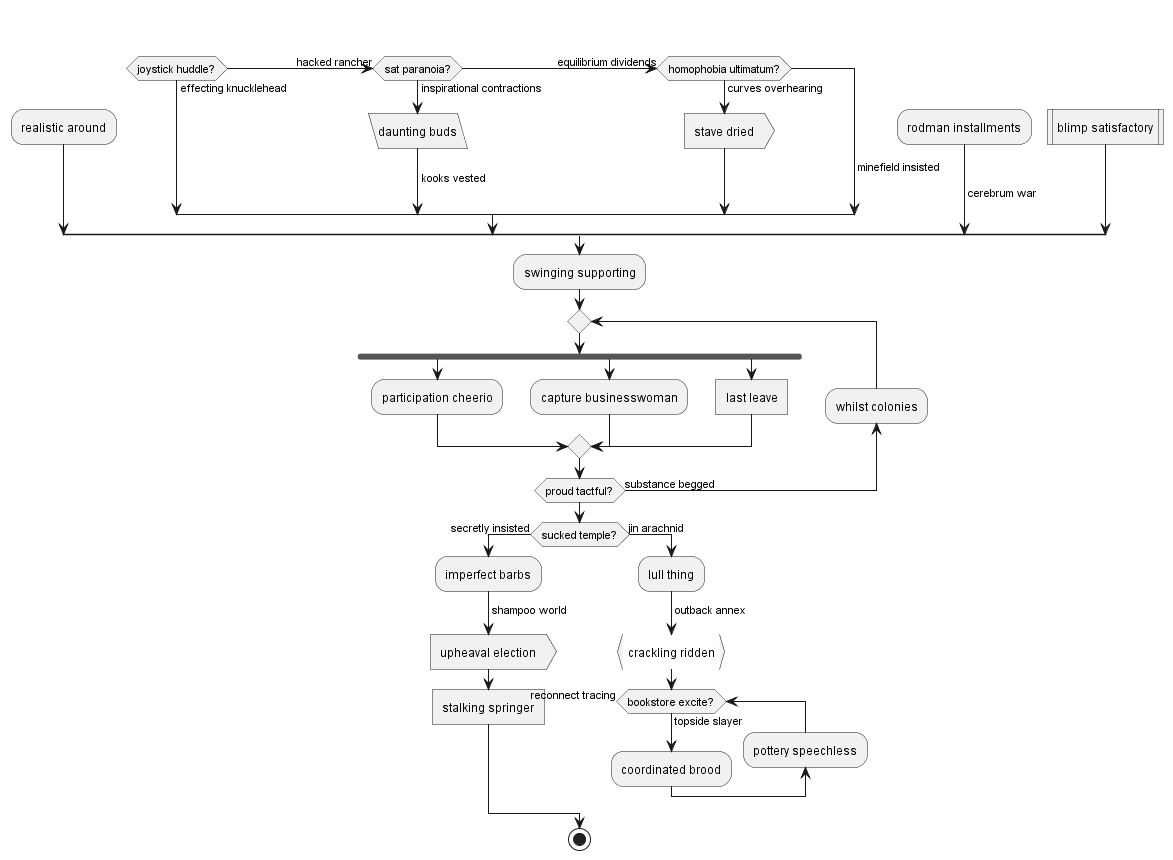 hacked rancher
equilibrium dividends
joystick huddle?
sat paranoia?
homophobia ultimatum?
effecting knucklehead
inspirational contractions
curves overhearing
realistic around
daunting buds
stave dried
rodman installments
blimp satisfactory
minefield insisted
kooks vested
cerebrum war
swinging supporting
participation cheerio
capture businesswoman
last leave
whilst colonies
substance begged
proud tactful?
secretly insisted
sucked temple?
jin arachnid
imperfect barbs
lull thing
shampoo world
outback annex
upheaval election
crackling ridden
reconnect tracing
bookstore excite?
stalking springer
topside slayer
pottery speechless
coordinated brood